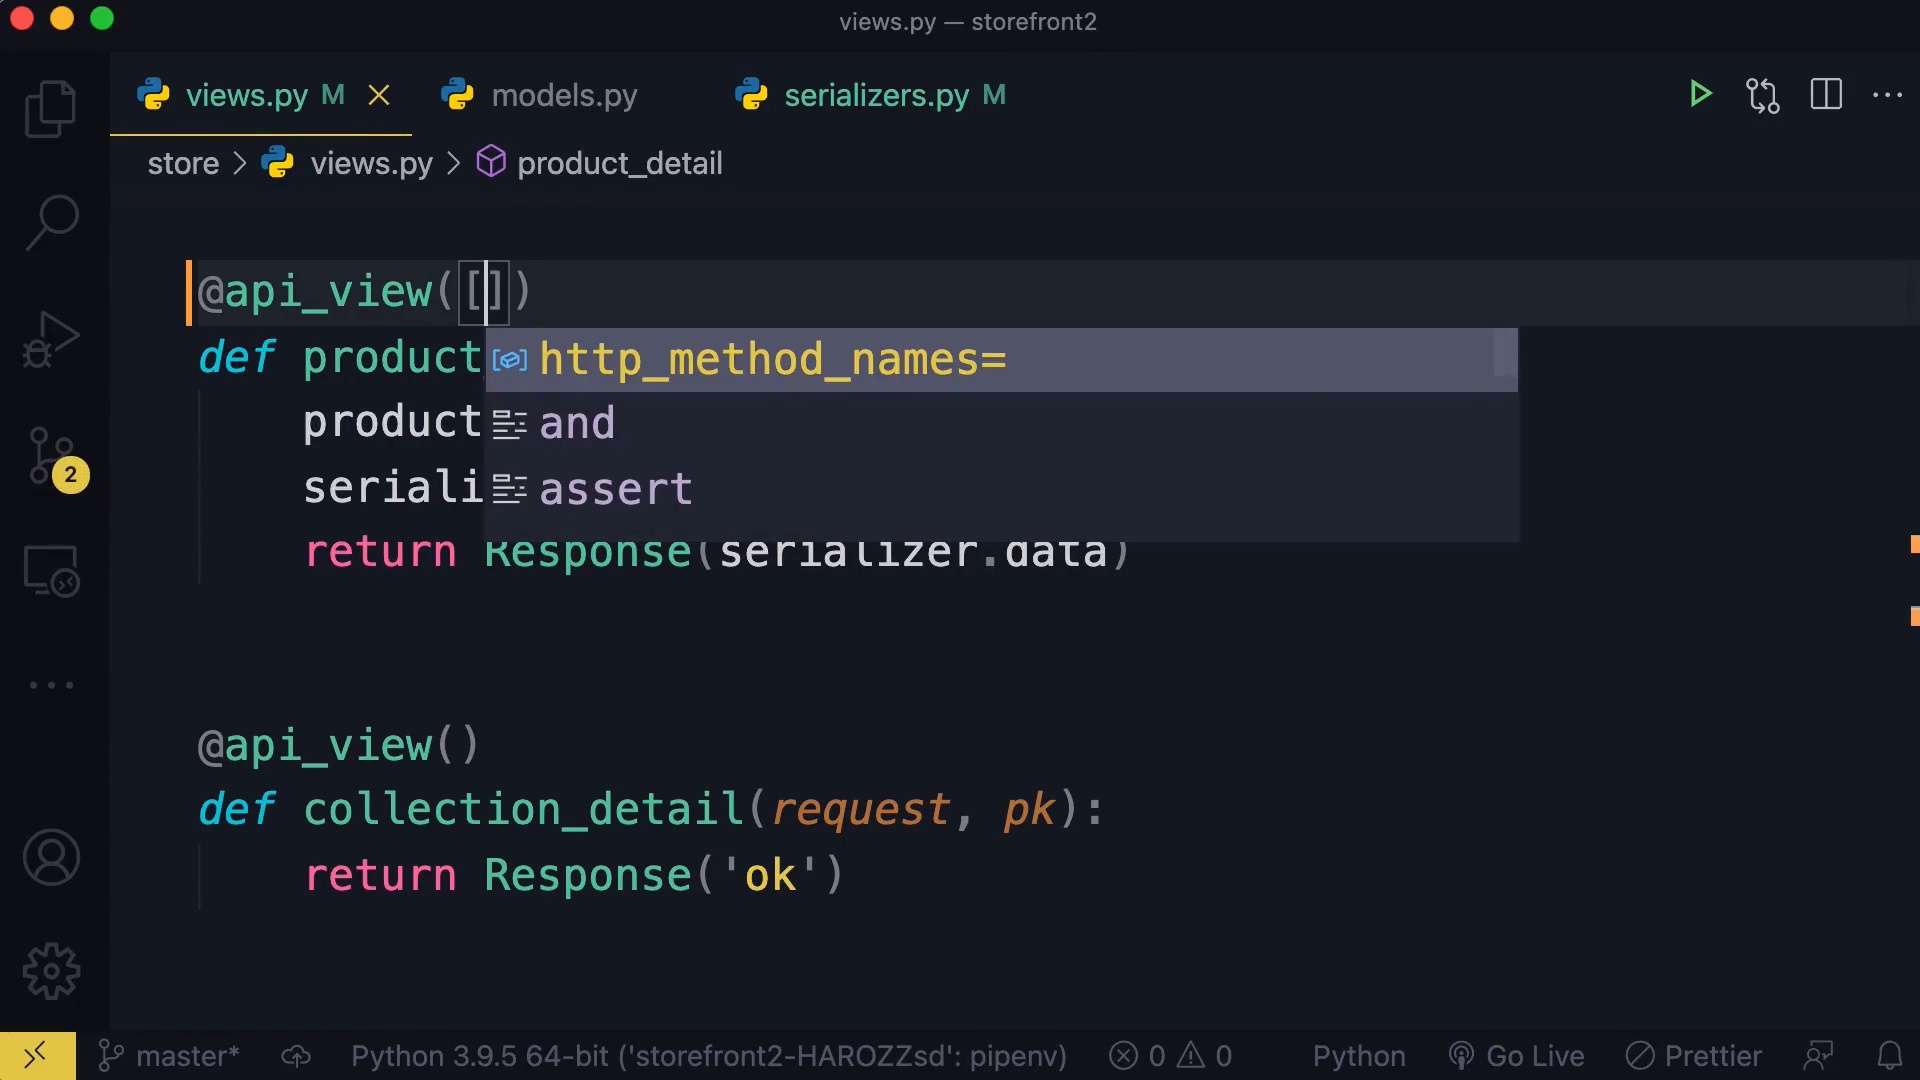 views.py — storefront2
views.py M
models.py
serializers.py M
store > views.py > product_detail
@api_view([])
def product
http_method_names=
product
and
seriali
assert
return Response(serializer.data)
@api_view()
def collection_detail(request, pk):
return Response('ok')
2
master*
Python 3.9.5 64-bit ('storefront2-HAROZZsd': pipenv)
0
0
Python
Go Live
Prettier